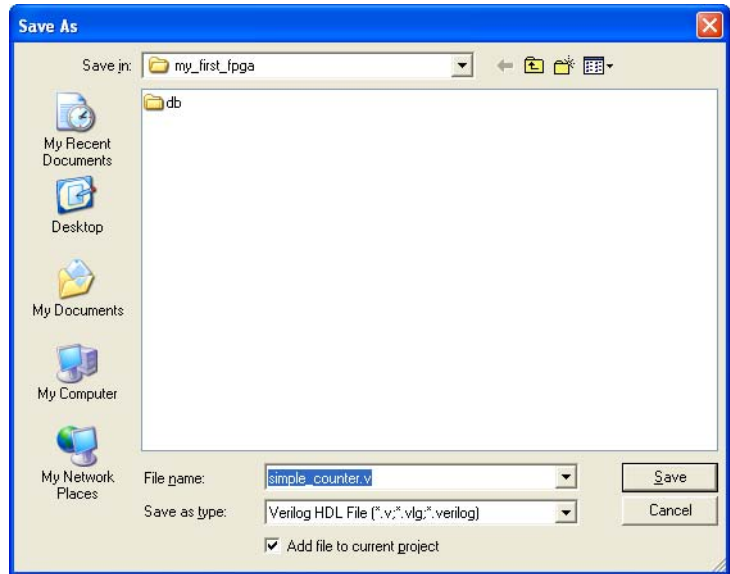 Save As
Save in: my_first_fpga
db
My Recent
Documents
Desktop
My Documents
My Computer
My Network
Places
File name: simple_counter.v Save
Save as type: Verilog HDL File (*.v;*.vlg;*.verilog) Cancel
Add file to current project